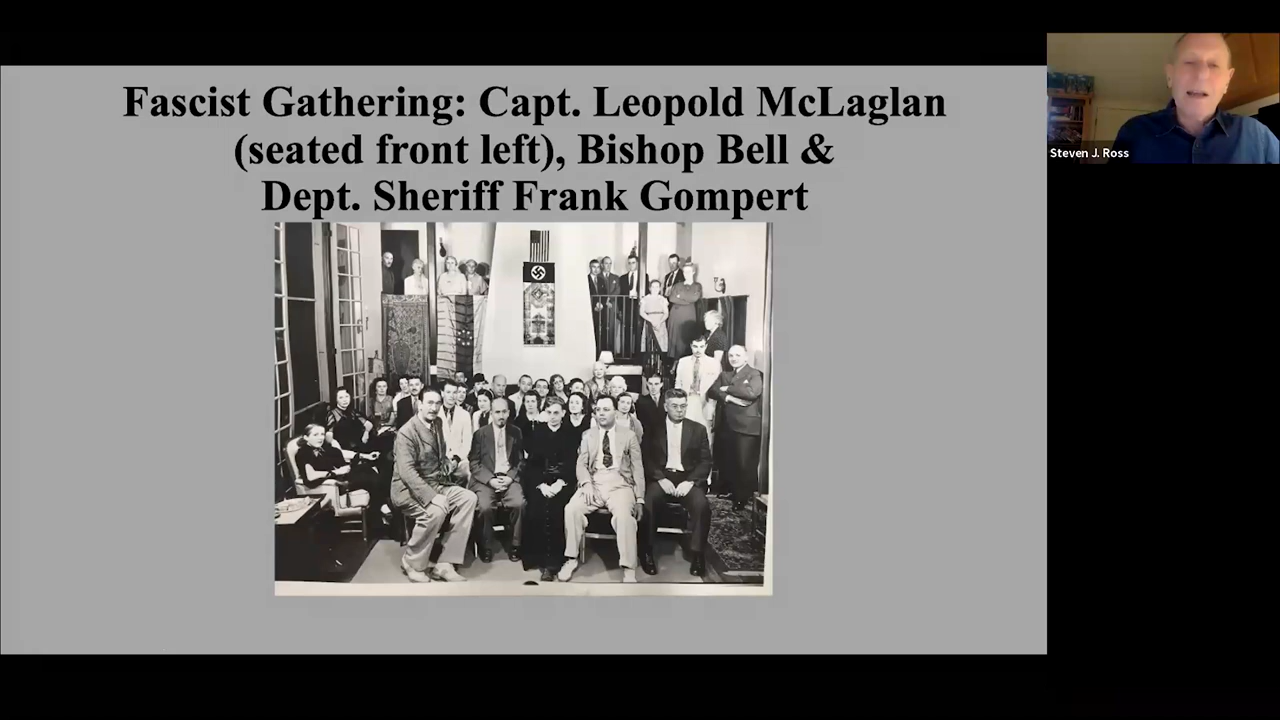 Fascist Gathering: Capt. Leopold McLaglan
(seated front left), Bishop Bell &
Dept. Sheriff Frank Gompert
Steven J. Ross